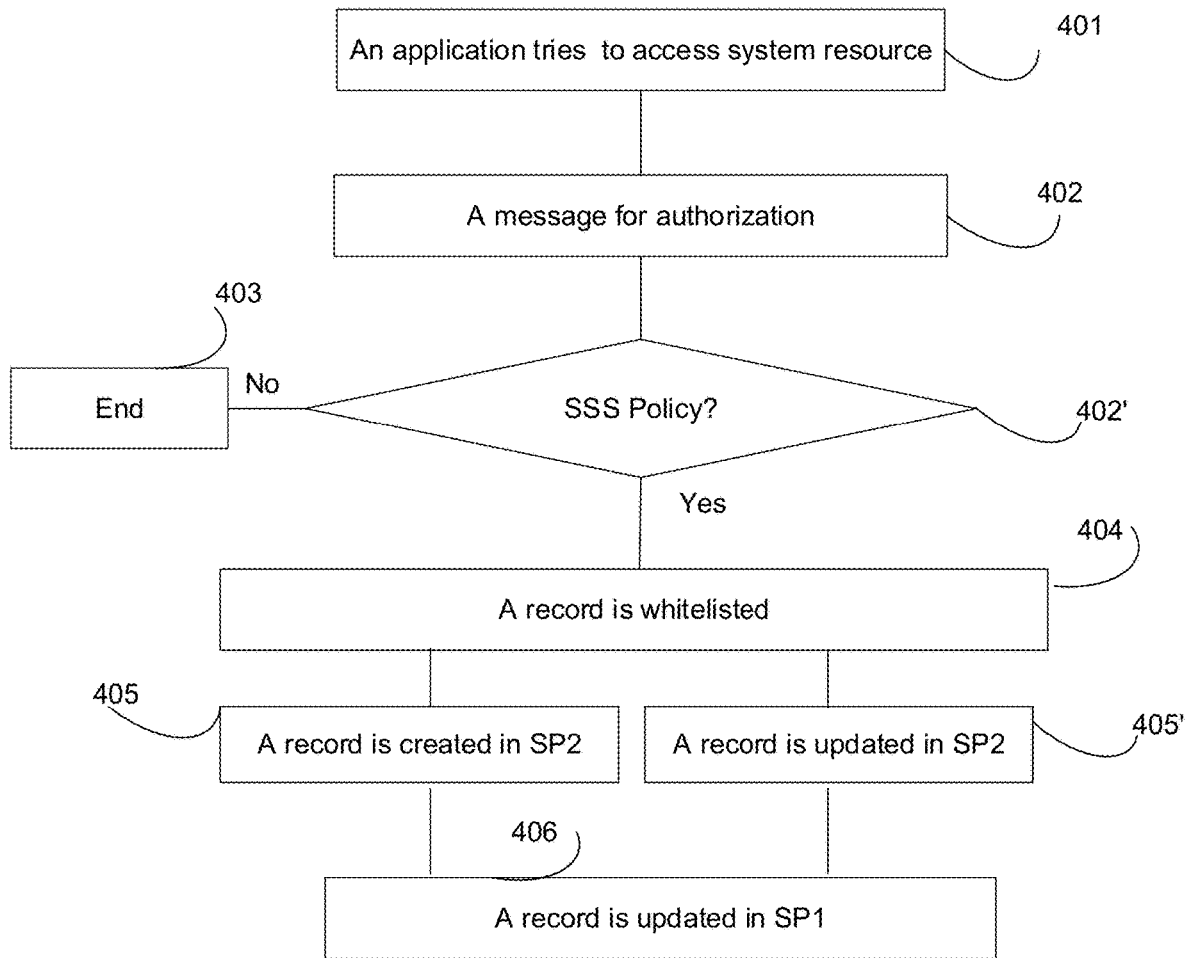 An application tries to access system resource
401
A message for authorization
402
403
End
No
SSS Policy?
402'
Yes
404
A record is whitelisted
405
A record is created in SP2
A record is updated in SP2
405'
406
A record is updated in SP1